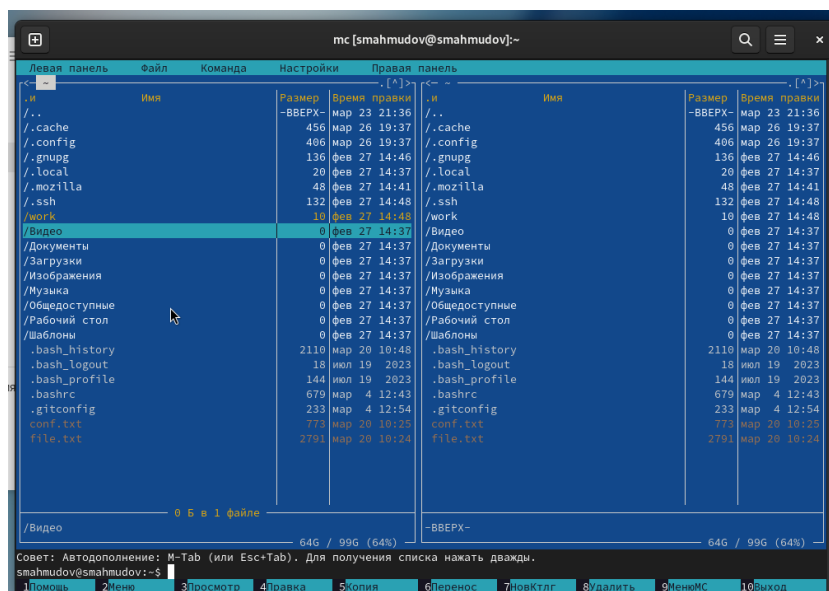 mc [smahmudov@smahmudov]:~
Левая панель Файл Команда Настройки Правая панель
<— ~ .[^]> <— ~ .[^]>
.и Имя Размер Время правки .и Имя Размер Время правки
/.. -ВВЕРХ- мар 23 21:36 /.. -ВВЕРХ- мар 23 21:36
/.cache 456 мар 26 19:37 /.cache 456 мар 26 19:37
/.config 406 мар 26 19:37 /.config 406 мар 26 19:37
/.gnupg 136 фев 27 14:46 /.gnupg 136 фев 27 14:46
/.local 20 фев 27 14:37 /.local 20 фев 27 14:37
/.mozilla 48 фев 27 14:41 /.mozilla 48 фев 27 14:41
/.ssh 132 фев 27 14:48 /.ssh 132 фев 27 14:48
/work 10 фев 27 14:48 /work 10 фев 27 14:48
/Видео 0 фев 27 14:37 /Видео 0 фев 27 14:37
/Документы 0 фев 27 14:37 /Документы 0 фев 27 14:37
/Загрузки 0 фев 27 14:37 /Загрузки 0 фев 27 14:37
/Изображения 0 фев 27 14:37 /Изображения 0 фев 27 14:37
/Музыка 0 фев 27 14:37 /Музыка 0 фев 27 14:37
/Общедоступные 0 фев 27 14:37 /Общедоступные 0 фев 27 14:37
/Рабочий стол 0 фев 27 14:37 /Рабочий стол 0 фев 27 14:37
/Шаблоны 0 фев 27 14:37 /Шаблоны 0 фев 27 14:37
.bash_history 2110 мар 20 10:48 .bash_history 2110 мар 20 10:48
.bash_logout 18 июл 19 2023 .bash_logout 18 июл 19 2023
.bash_profile 144 июл 19 2023 .bash_profile 144 июл 19 2023
.bashrc 679 мар 4 12:43 .bashrc 679 мар 4 12:43
.gitconfig 233 мар 4 12:54 .gitconfig 233 мар 4 12:54
conf.txt 773 мар 20 10:25 conf.txt 773 мар 20 10:25
file.txt 2791 мар 20 10:24 file.txt 2791 мар 20 10:24
0 Б в 1 файле
/Видео -ВВЕРХ-
64G / 99G (64%) 64G / 99G (64%)
Совет: Автодополнение: M-Tab (или Esc+Tab). Для получения списка нажать дважды.
smahmudov@smahmudov:~$
1Помощь 2Меню 3Просмотр 4Правка 5Копия 6Перенос 7НовКтлг 8Удалить 9МенюMC 10Выход